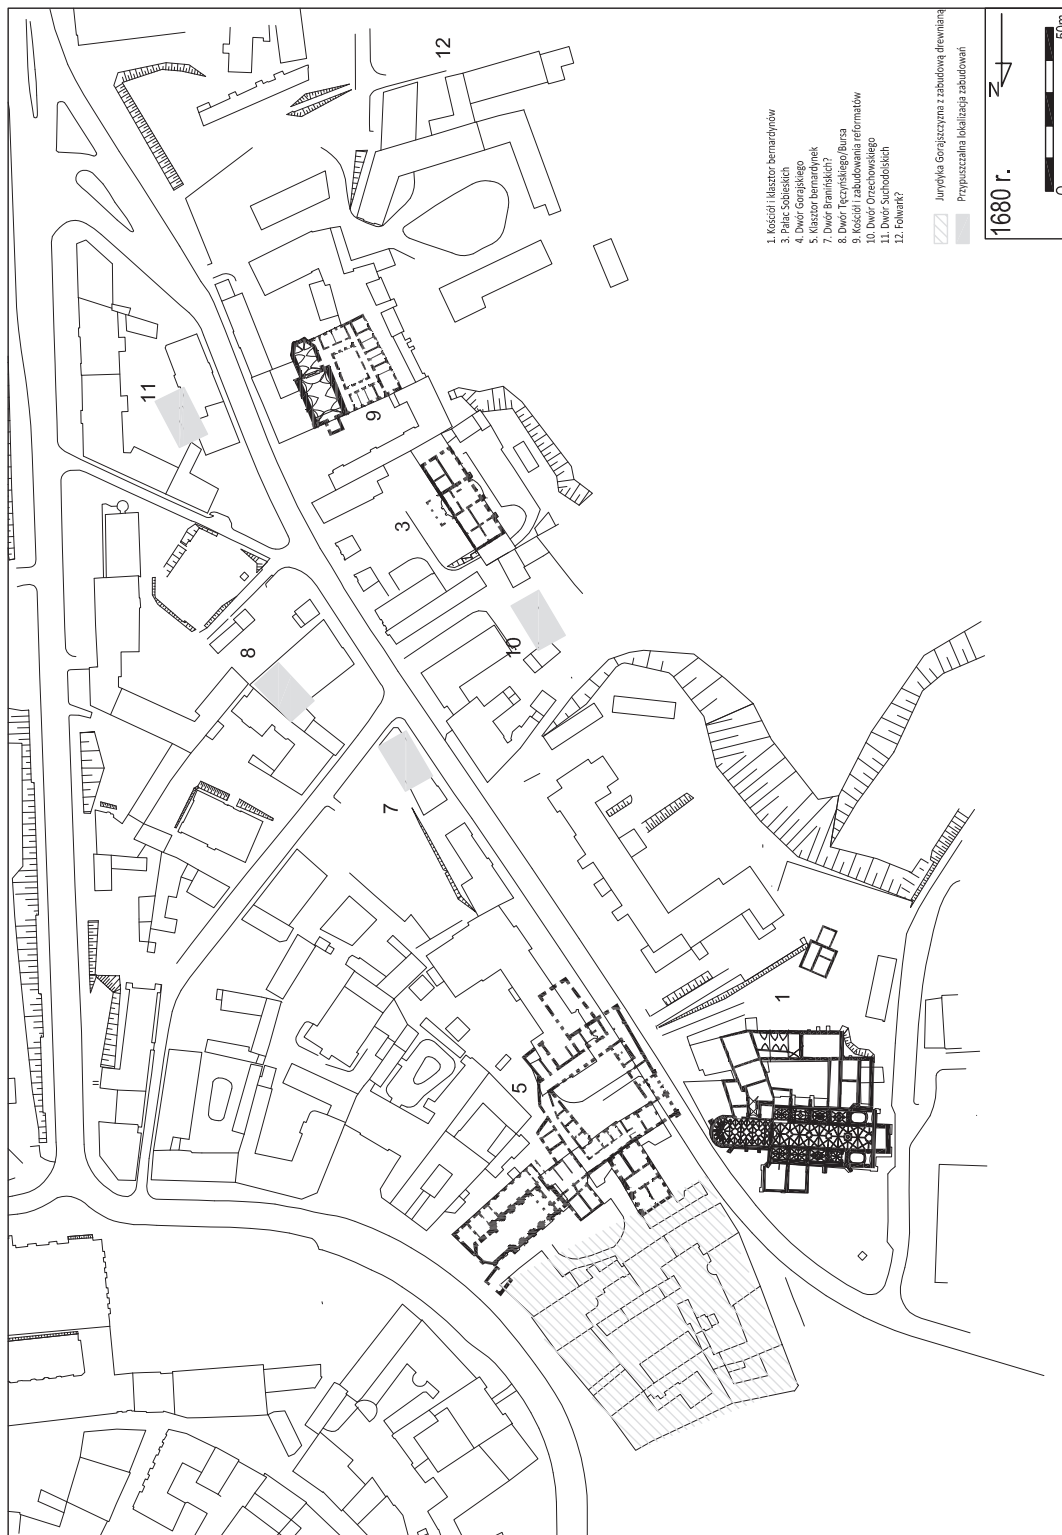 1. Kościół i klasztor bernardynów
3. Pałac Sobieskich
4. Dwór Gorajskiego
5. Klasztor bernardynek
7. Dwór Branińskich?
8. Dwór Tęczyńskiego/Bursa
9. Kościół i zabudowania reformatów
10. Dwór Orzechowskiego
11. Dwór Suchodolskich
12. Folwark?
Jurydyka Gorajszczyzna z zabudową drewnianą
Przypuszczalna lokalizacja zabudowań
1680 r.
N
0
50m
12
11
9
3
8
10
7
5
1